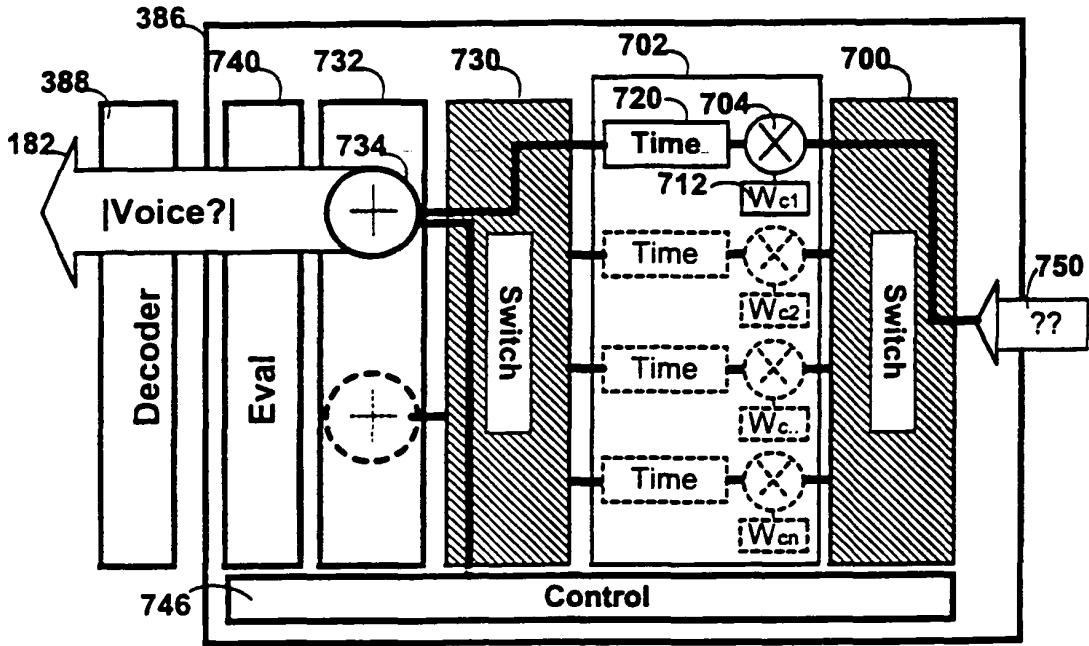 386
740
732
730
702
700
388
720
704
182
734
Time
712
Wc1
|Voice?|
Time
750
Wc2
??
Decoder
Eval
Switch
Switch
Time
Wc..
Time
Wcn
746
Control